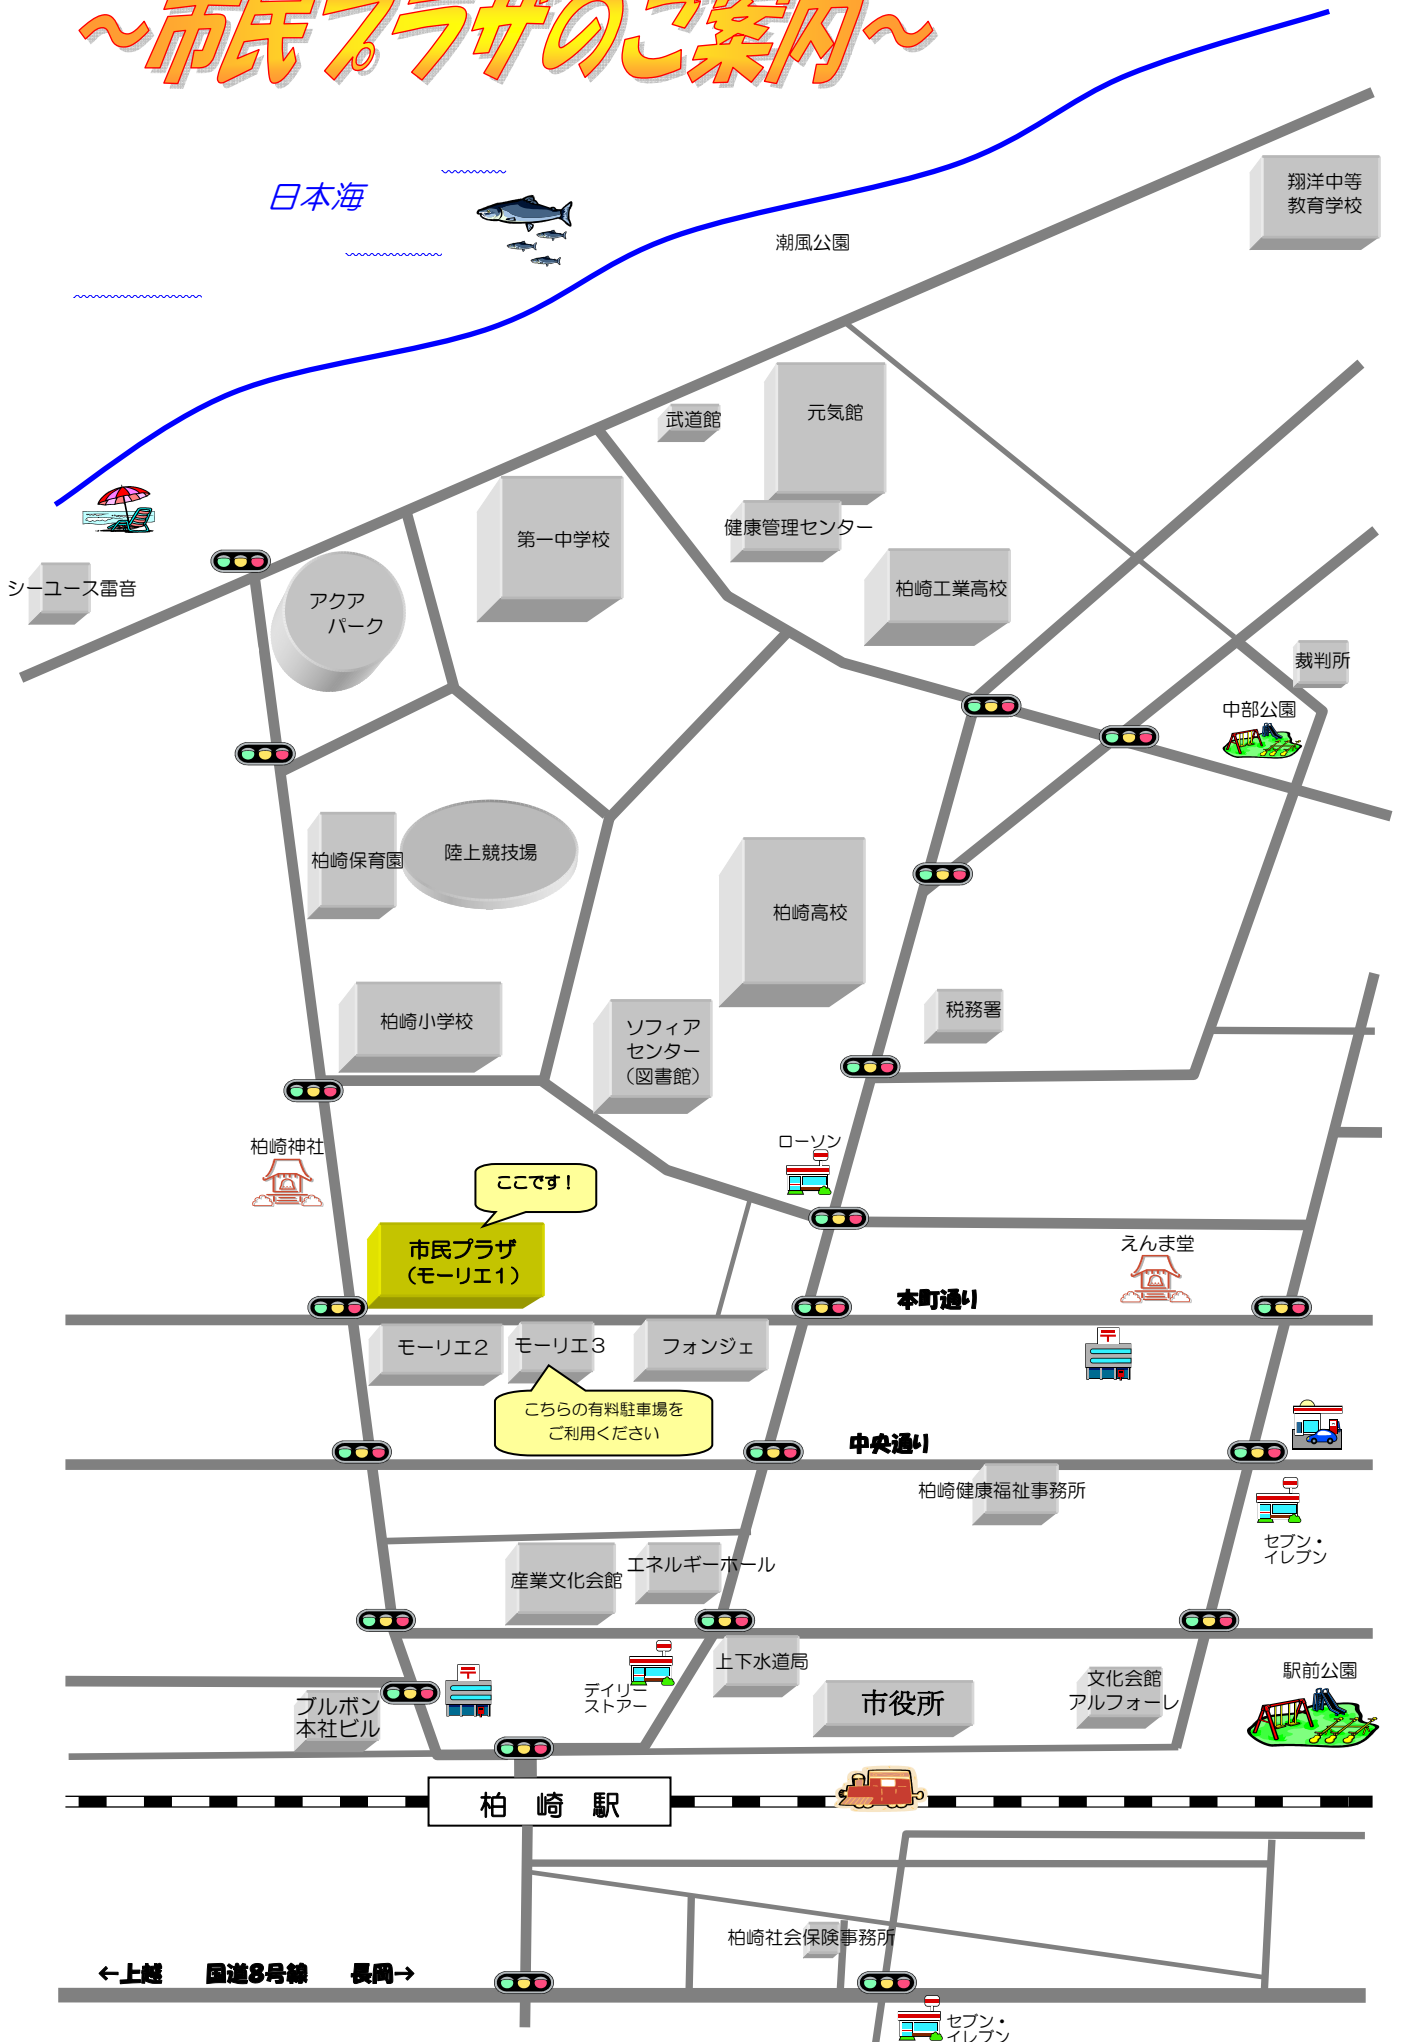 ～市民プラザのご案内～
日本海
翔洋中等
教育学校
潮風公園
武道館
元気館
健康管理センター
第一中学校
柏崎工業高校
シーユース雷音
アクア
パーク
裁判所
中部公園
柏崎保育園
陸上競技場
柏崎高校
柏崎小学校
ソフィア
センター
（図書館）
税務署
柏崎神社
ローソン
ここです！
市民プラザ
（モーリエ１）
えんま堂
本町通り
モーリエ２
モーリエ３
フォンジェ
〒
こちらの有料駐車場を
ご利用ください
中央通り
柏崎健康福祉事務所
セブン・
イレブン
産業文化会館
エネルギーホール
上下水道局
デイリー
ストアー
〒
ブルボン
本社ビル
市役所
文化会館
アルフォーレ
駅前公園
柏 崎 駅
柏崎社会保険事務所
←上越 国道8号線 長岡→
セブン・
イレブン